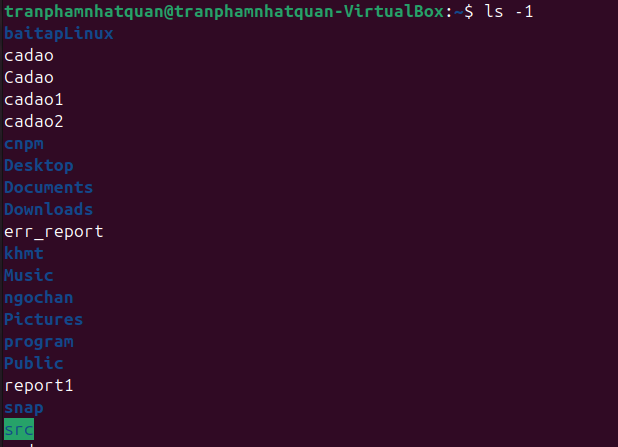 tranphamnhatquan@tranphamnhatquan-VirtualBox:~$ ls -1
baitapLinux
cadao
Cadao
cadao1
cadao2
cnpm
Desktop
Documents
Downloads
err_report
khmt
Music
ngochan
Pictures
program
Public
report1
snap
src